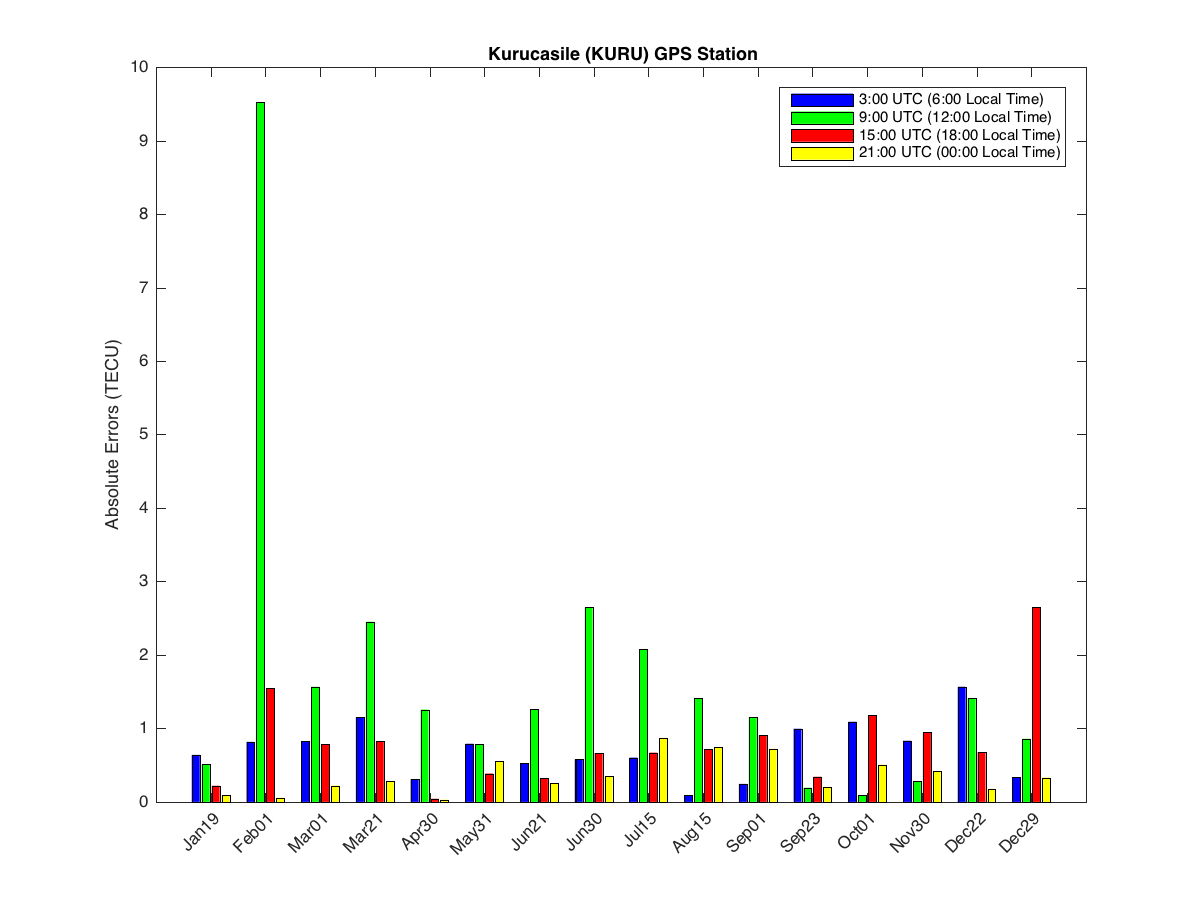 Kurucasile (KURU) GPS Station
3:00 UTC (6:00 Local Time)
9:00 UTC (12:00 Local Time)
15:00 UTC (18:00 Local Time)
21:00 UTC (00:00 Local Time)
Absolute Errors (TECU)
10
9
8
7
6
5
4
3
2
1
0
Jan19
Feb01
Mar01
Mar21
Apr30
May31
Jun21
Jun30
Jul15
Aug15
Sep01
Sep23
Oct01
Nov30
Dec22
Dec29